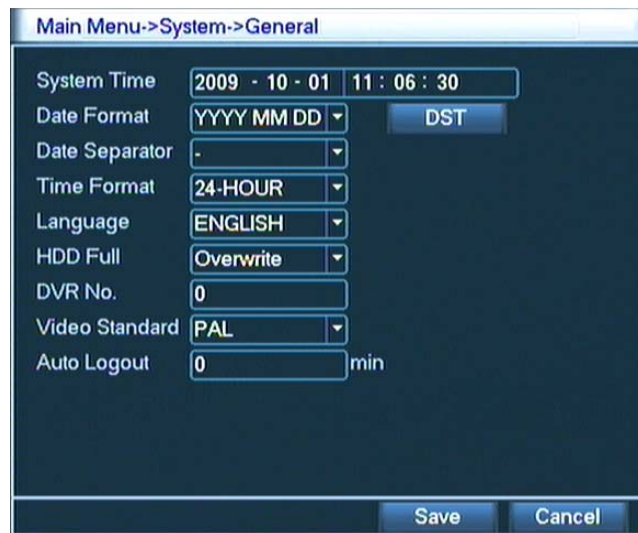 Main Menu->System->General
System Time 2009 - 10 - 01 11 : 06 : 30
Date Format YYYY MM DD DST
Date Separator -
Time Format 24-HOUR
Language ENGLISH
HDD Full Overwrite
DVR No. 0
Video Standard PAL
Auto Logout 0 min
Save Cancel